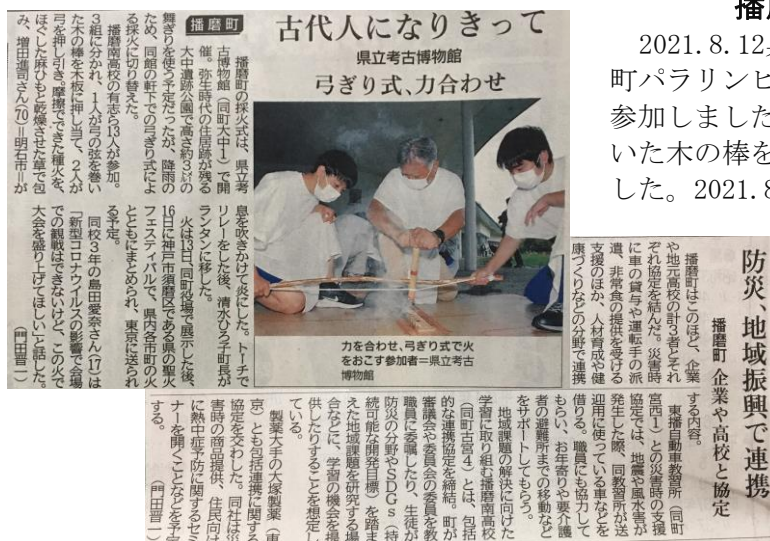 古代人になりきって
県立考古博物館
弓ぎり式、力合わせ
播磨町
播磨町の採火式は、県立考
古博物館（同町大中1）で開
催。弥生時代の住居跡が残る
大中遺跡公園で高さ約3㍍の
舞ぎりを使う予定だったが、降雨の
ため、同館の軒下での弓ぎり式によ
る採火に切り替えた。
播磨南高校の有志ら13人が参加。
3組に分かれ、1人が弓の弦を巻い
た木の棒を木板に押し当て、2人が
弓を押し引き。摩擦でできた種火を、
ほぐした麻ひもと乾燥させた草で包
み、増田進司さん（70）＝明石市＝が
息を吹きかけて炎にした。トーチで
リレーをした後、清水ひろ子町長が
ランタンに移した。
火は13日、同町役場で展示した後、
16日に神戸市須磨区である県の聖火
フェスティバルで、県内各市町の火
とともにまとめられ、東京に送られ
る予定。
同校3年の島田愛奈さん（17）は
「新型コロナウイルスの影響で会場
での観戦はできないけど、この火で
大会を盛り上げてほしい」と話した。
（門田晋一）
力を合わせ、弓ぎり式で火
をおこす参加者＝県立考古
博物館
2021.8.12
町パラリンピ
参加しました
いた木の棒を
した。2021.8
防災、地域振興で連携
播磨町 企業や高校と協定
播磨町はこのほど、企業
や地元高校の計3者とそれ
ぞれ協定を結んだ。災害時
に車の貸与や運転手の派
遣、非常食の提供を受ける
支援のほか、人材育成や健
康づくりなどの分野で連携
する内容。
東播自動車教習所（同町
宮西1）との災害時の支援
協定では、地震や風水害が
発生した際、同教習所が送
迎用に使っている車などを
借りる。職員にも協力して
もらい、お年寄りや要介護
者の避難所までの移動など
をサポートしてもらう。
地域課題の解決に向けた
学習に取り組む播磨南高校
（同町古宮4）とは、包括
的な連携協定を締結。町が
審議会や委員会の委員を教
職員に委嘱したり、生徒が
防災の分野やSDGs（持
続可能な開発目標）を踏ま
えた地域課題を研究する場
合などに、学習の機会を提
供したりすることを想定し
ている。
製薬大手の大塚製薬（東
京）とも包括連携に関する
協定を交わした。同社は災
害時の商品提供、住民向け
に熱中症予防に関するセミ
ナーを開くことなどを予定
する。
（門田晋一）